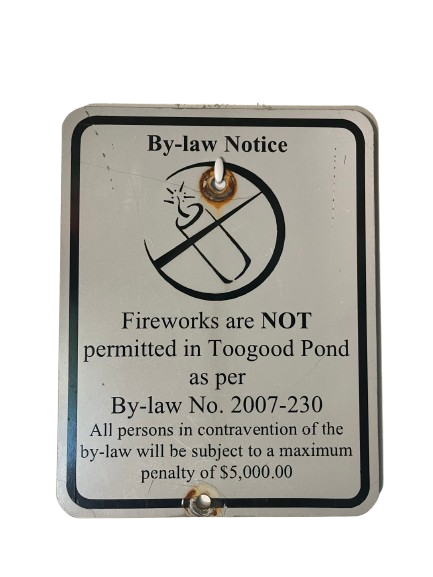 By-law Notice
Fireworks are NOT
permitted in Toogood Pond
as per
By-law No. 2007-230
All persons in contravention of the
by-law will be subject to a maximum
penalty of $5,000.00